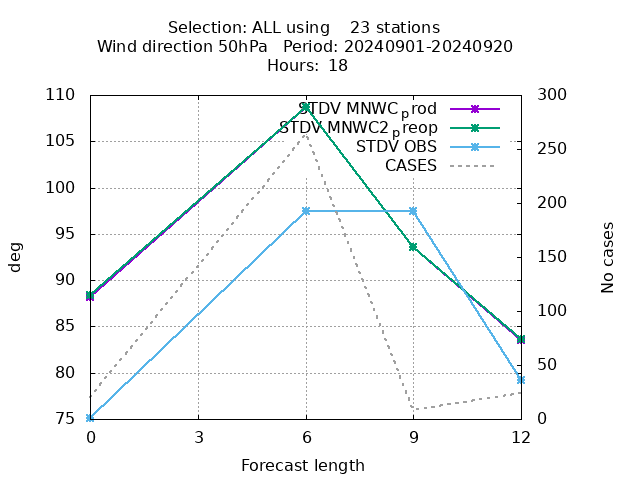 Selection: ALL using    23 stations
Wind direction 50hPa   Period: 20240901-20240920
Hours: 18
110
105
100
95
90
85
80
75
300
250
200
150
100
50
0
STDV MNWC_prod
STDV MNWC2_preop
STDV OBS
CASES
deg
No cases
0 3 6 9 12
Forecast length